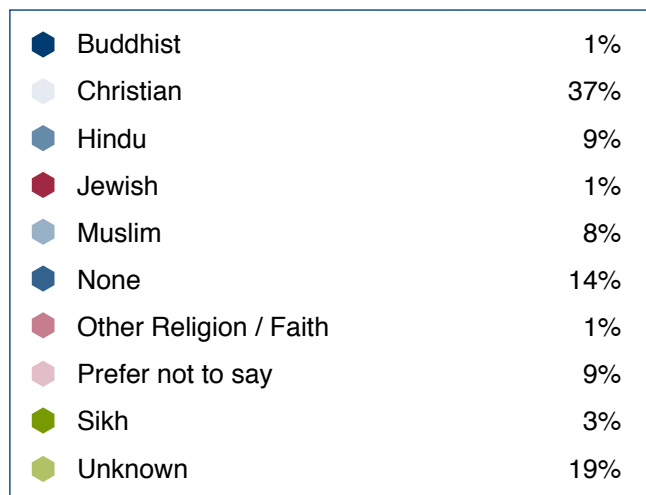 Buddhist 1%
Christian 37%
Hindu 9%
Jewish 1%
Muslim 8%
None 14%
Other Religion / Faith 1%
Prefer not to say 9%
Sikh 3%
Unknown 19%